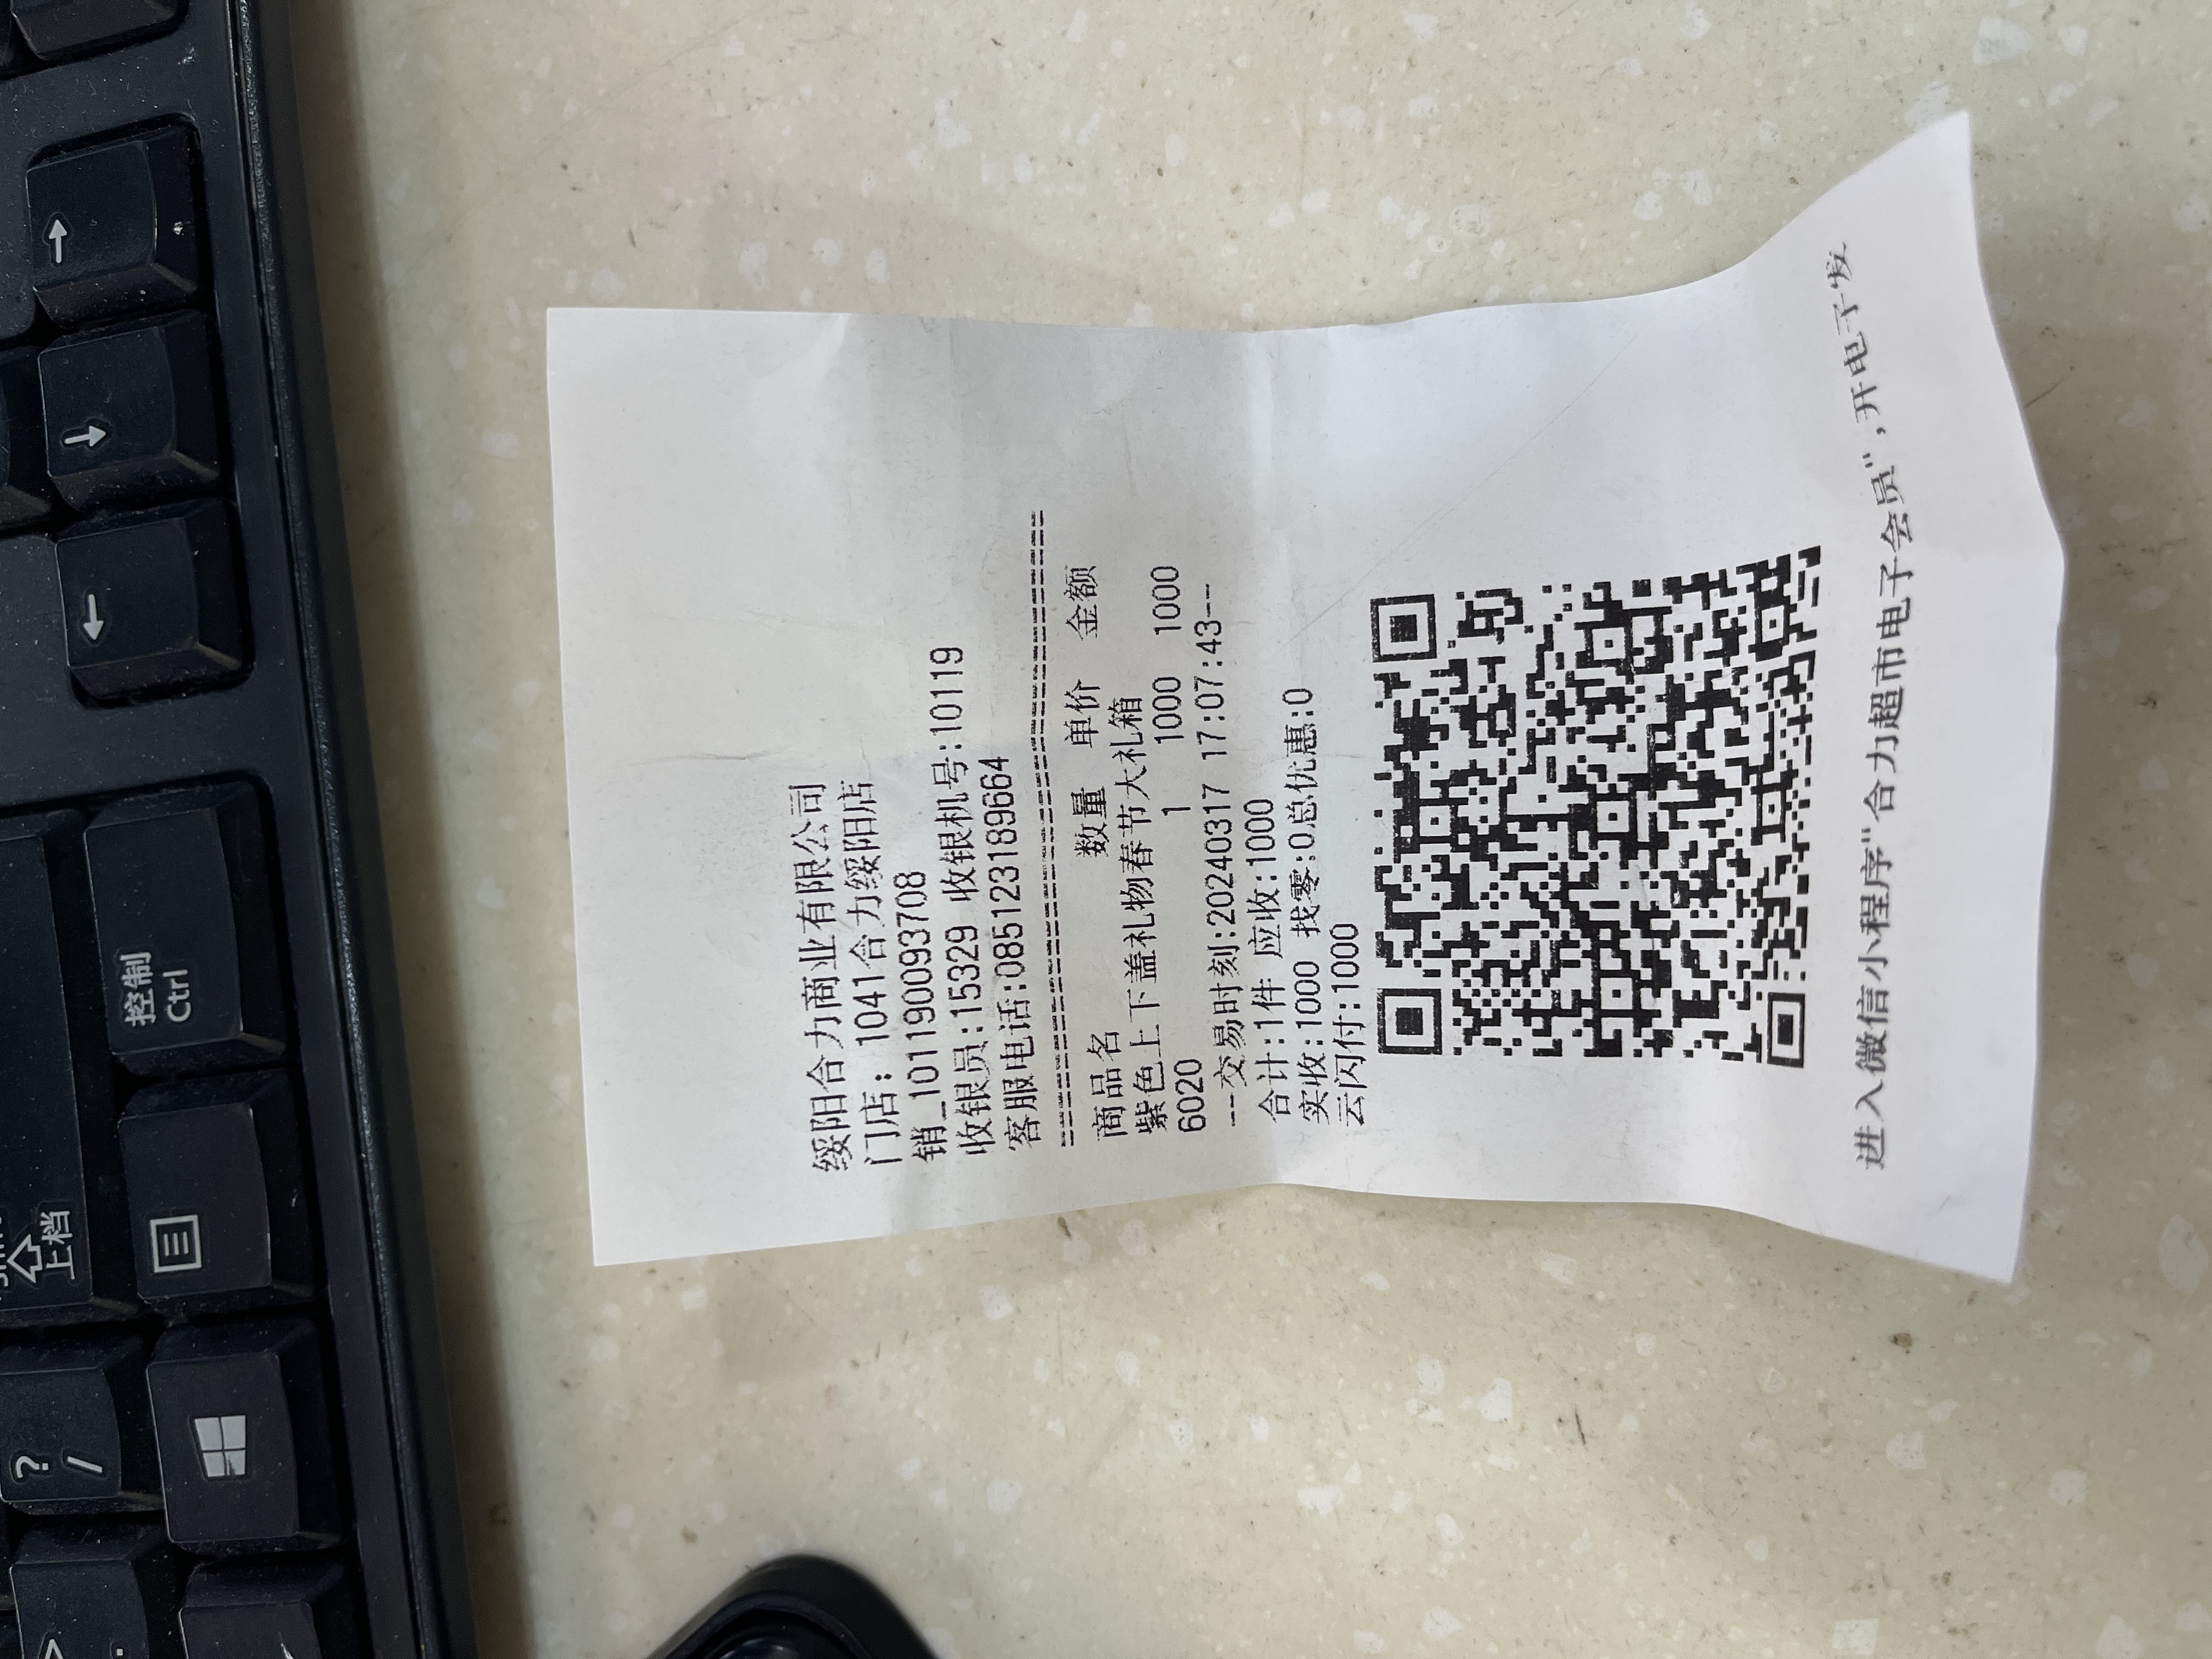 绥阳合力商业有限公司
门店: 1041合力绥阳店
销_101190093708
收银员:15329 收银机号:10119
客服电话:085123189664
商品名 数量 单价 金额
紫色上下盖礼物春节大礼箱
6020 1 1000 1000
--交易时刻:20240317 17:07:43--
合计:1件 应收:1000
实收:1000 找零:0总优惠:0
云闪付:1000
进入微信小程序"合力超市电子会员",开电子发
控制
Ctrl
上档
?
/
>
.